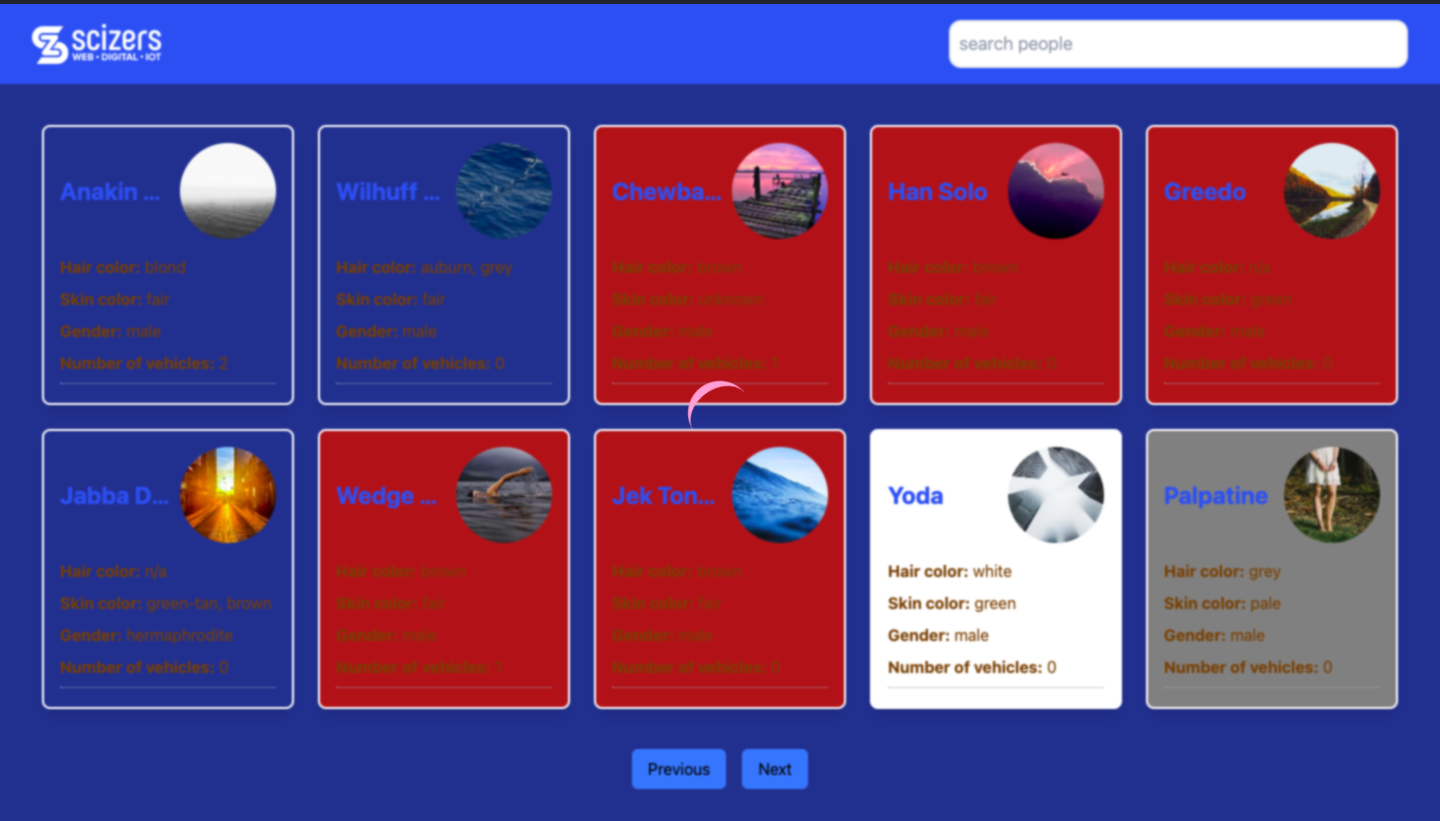 scizers
WEB • DIGITAL • IOT
search people
Anakin ...
Hair color: blond
Skin color: fair
Gender: male
Number of vehicles: 2
Wilhuff ...
Hair color: auburn, grey
Skin color: fair
Gender: male
Number of vehicles: 0
Chewba...
Hair color: brown
Skin color: unknown
Gender: male
Number of vehicles: 1
Han Solo
Hair color: brown
Skin color: fair
Gender: male
Number of vehicles: 0
Greedo
Hair color: n/a
Skin color: green
Gender: male
Number of vehicles: 0
Jabba D...
Hair color: n/a
Skin color: green-tan, brown
Gender: hermaphrodite
Number of vehicles: 0
Wedge ...
Hair color: brown
Skin color: fair
Gender: male
Number of vehicles: 1
Jek Ton...
Hair color: brown
Skin color: fair
Gender: male
Number of vehicles: 0
Yoda
Hair color: white
Skin color: green
Gender: male
Number of vehicles: 0
Palpatine
Hair color: grey
Skin color: pale
Gender: male
Number of vehicles: 0
Previous
Next